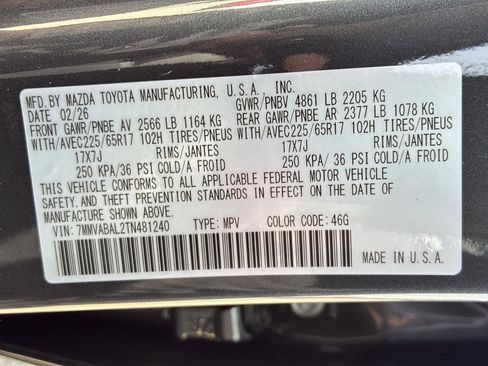 MFD. BY MAZDA TOYOTA MANUFACTURING, U.S.A., INC.
DATE 02/26 GVWR/PNBV 4861 LB 2205 KG
FRONT GAWR/PNBE AV 2566 LB 1164 KG REAR GAWR/PNBE AR 2377 LB 1078 KG
WITH/AVEC225/65R17 102H TIRES/PNEUS WITH/AVEC225/65R17 102H TIRES/PNEUS
17X7J RIMS/JANTES 17X7J RIMS/JANTES
250 KPA/ 36 PSI COLD/A FROID 250 KPA/ 36 PSI COLD/A FROID
THIS VEHICLE CONFORMS TO ALL APPLICABLE FEDERAL MOTOR VEHICLE
SAFETY, AND THEFT PREVENTION STANDARDS IN EFFECT ON THE DATE OF
MANUFACTURE SHOWN ABOVE.
VIN: 7MMVABAL2TN481240 TYPE: MPV COLOR CODE: 46G
MADE IN U.S.A.